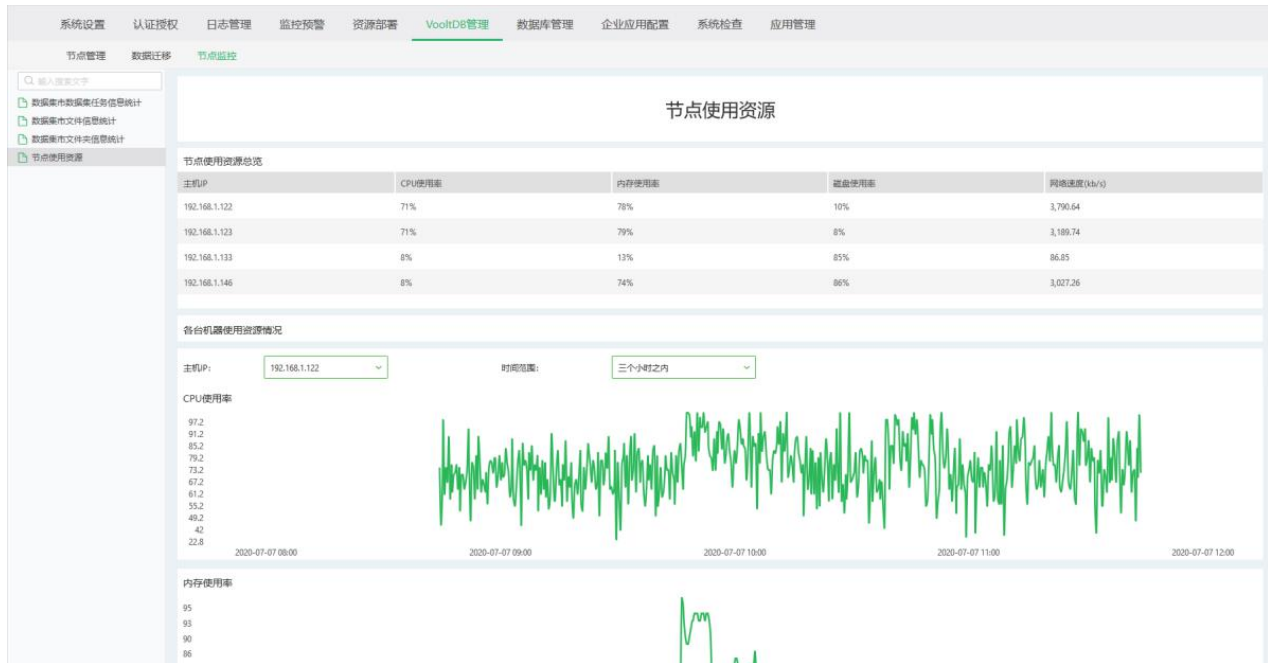 系统设置 认证授权 日志管理 监控预警 资源部署 VooltDB管理 数据库管理 企业应用配置 系统检查 应用管理
节点管理 数据迁移 节点监控
输入搜索文字
数据集市数据集任务信息统计
数据集市文件信息统计
数据集市文件夹信息统计
节点使用资源
节点使用资源
节点使用资源总览
主机IP CPU使用率 内存使用率 磁盘使用率 网络速度(kb/s)
192.168.1.122 71% 78% 10% 3,790.64
192.168.1.123 71% 79% 8% 3,189.74
192.168.1.133 8% 13% 85% 86.85
192.168.1.146 8% 74% 86% 3,027.26
各台机器使用资源情况
主机IP: 192.168.1.122 时间范围: 三个小时之内
CPU使用率
97.2
91.2
85.2
79.2
73.2
67.2
61.2
55.2
49.2
42
22.8
2020-07-07 08:00 2020-07-07 09:00 2020-07-07 10:00 2020-07-07 11:00 2020-07-07 12:00
内存使用率
95
93
90
86